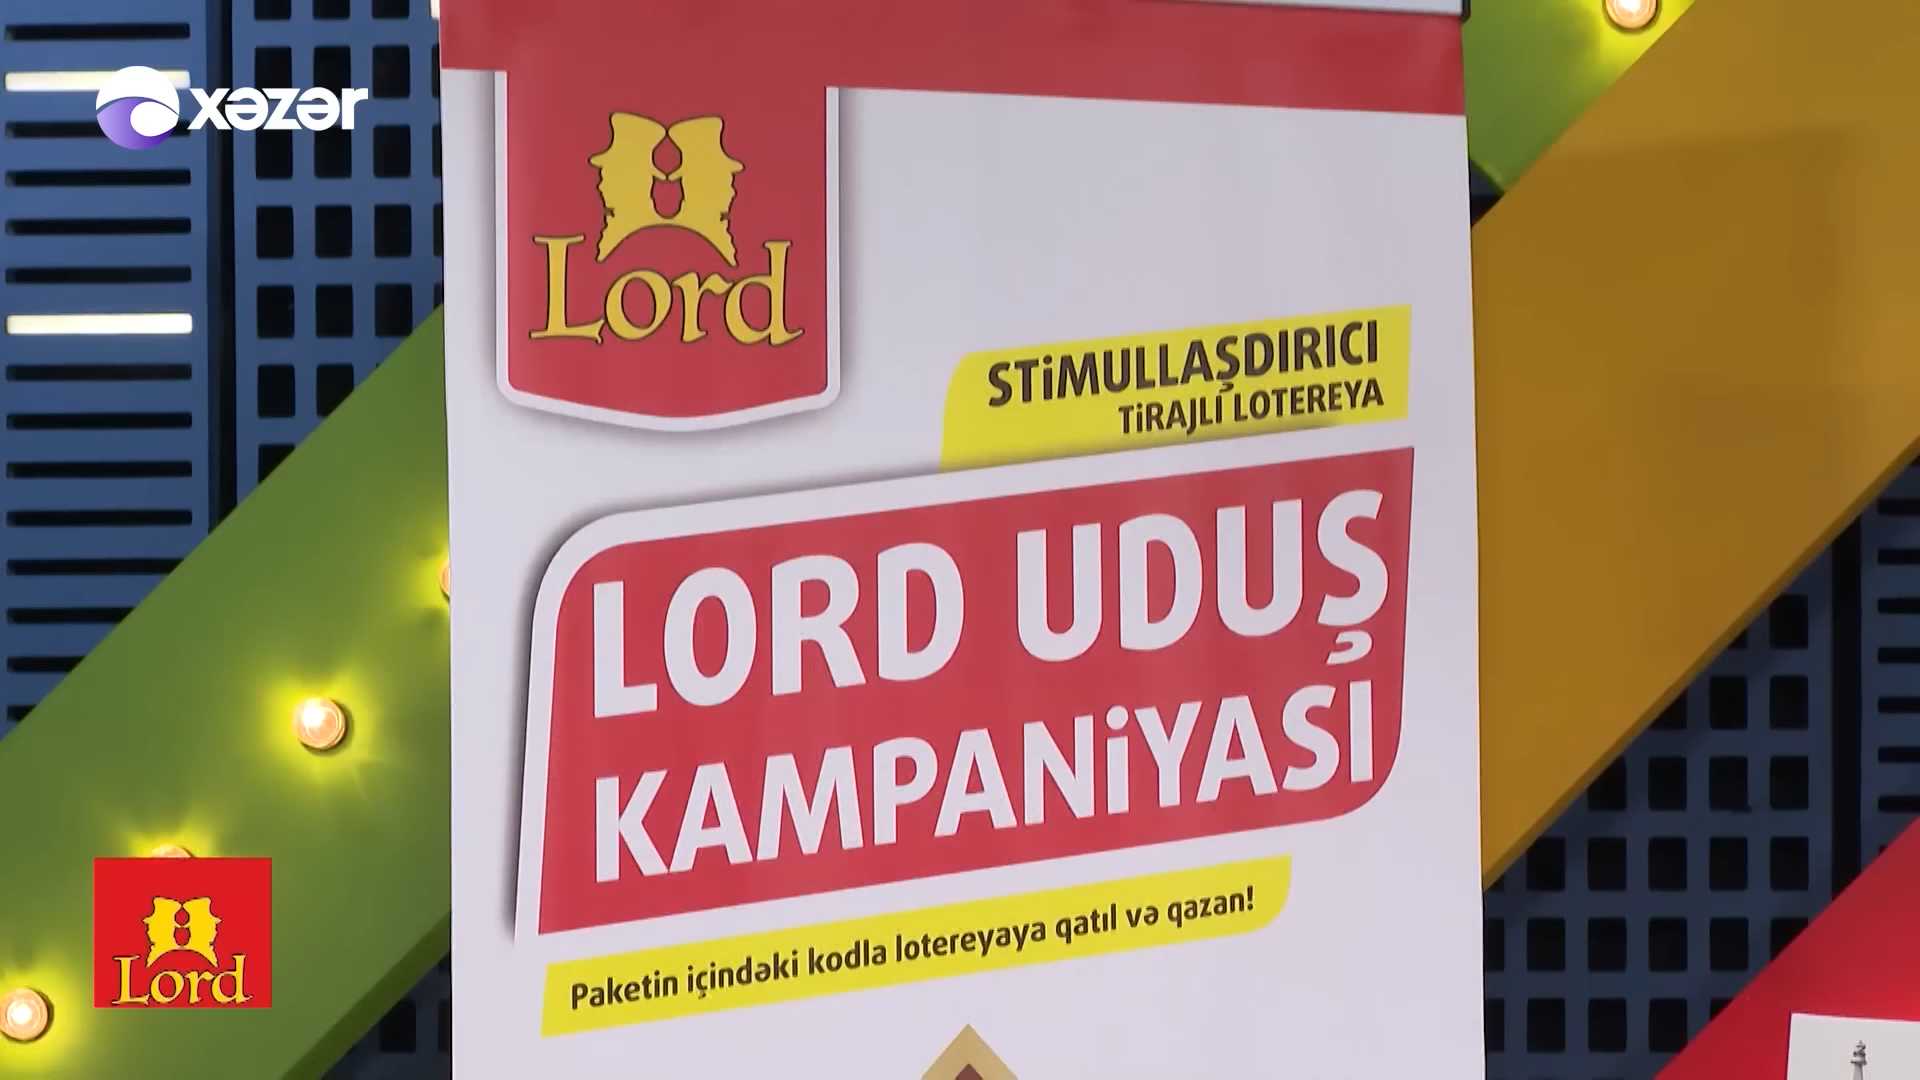 xəzər
Lord
STiMULLAŞDIRICI
TiRAJLI LOTEREYA
LORD UDUŞ
KAMPANiYASI
Paketin içindəki kodla lotereyaya qatıl və qazan!
Lord